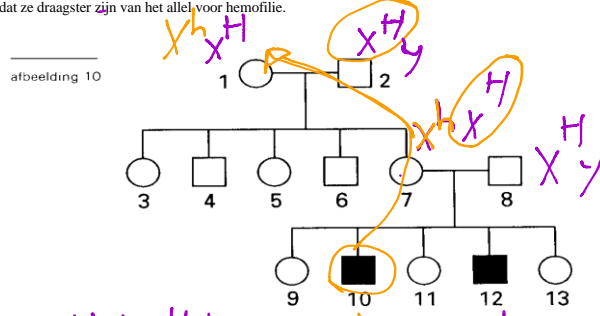 dat ze draagster zijn van het allel voor hemofilie.
X^h X^H
X^H y
afbeelding 10
1
2
X^h X^H
X^H y
3 4 5 6 7 8
9 10 11 12 13